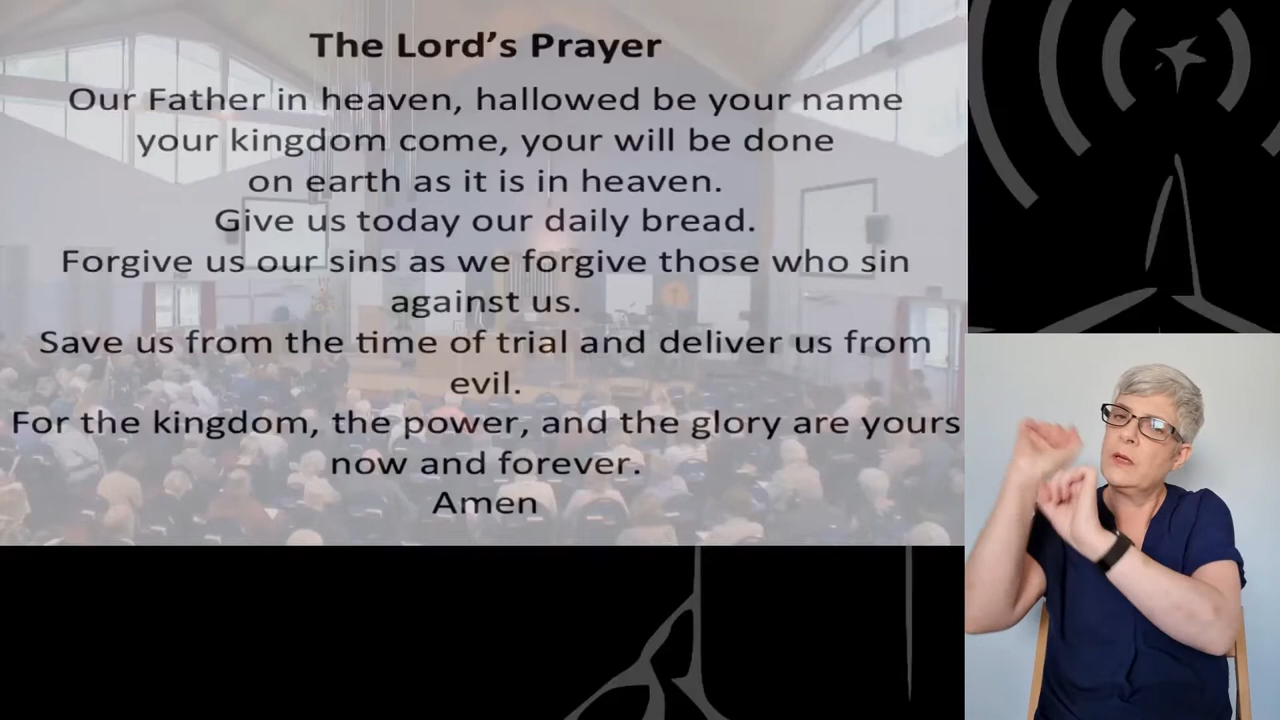 The Lord’s Prayer
Our Father in heaven, hallowed be your name
your kingdom come, your will be done
on earth as it is in heaven.
Give us today our daily bread.
Forgive us our sins as we forgive those who sin
against us.
Save us from the time of trial and deliver us from
evil.
For the kingdom, the power, and the glory are yours
now and forever.
Amen